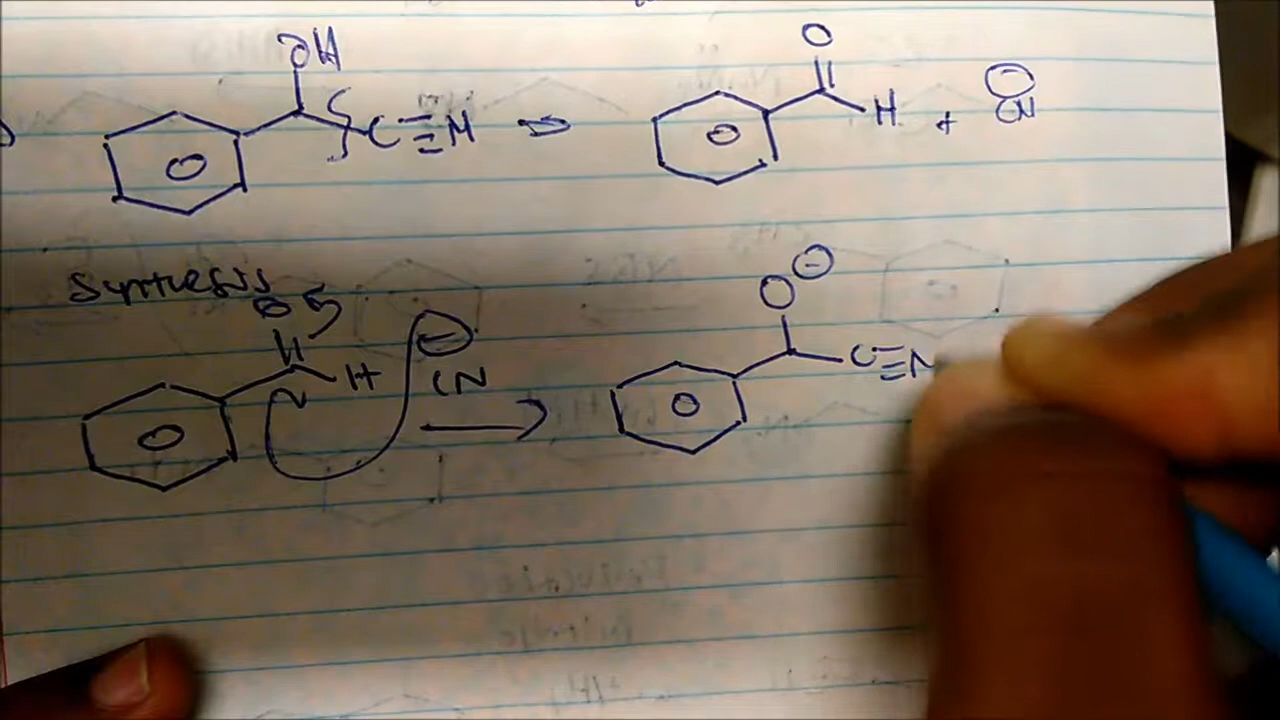 OH
C≡N ⇒
O
H + ⊖
CN
Synthesis
O
H ⊖
CN →
O ⊖
C≡N